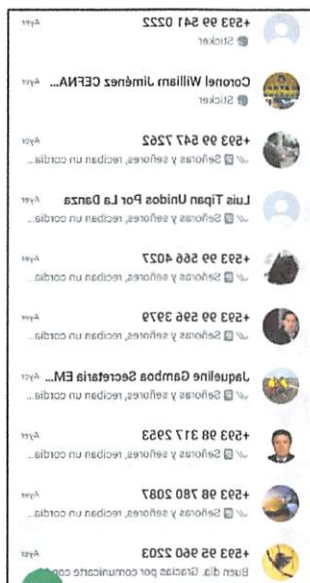 +593 99 541 0222 Ayer
Sticker
Coronel William Jiménez CEFNA... Ayer
Sticker
+593 99 547 7262 Ayer
Señoras y señores, reciban un cordia...
Luis Tipan Unidos Por La Danza Ayer
Señoras y señores, reciban un cordia...
+593 99 566 4027 Ayer
Señoras y señores, reciban un cordia...
+593 99 596 3979 Ayer
Señoras y señores, reciban un cordia...
Jaqueline Gamboa Secretaria EM... Ayer
Señoras y señores, reciban un cordia...
+593 98 317 2953 Ayer
Señoras y señores, reciban un cordia...
+593 98 780 2087 Ayer
Señoras y señores, reciban un cordia...
+593 95 960 2203 Ayer
Buen día. Gracias por comunicarte